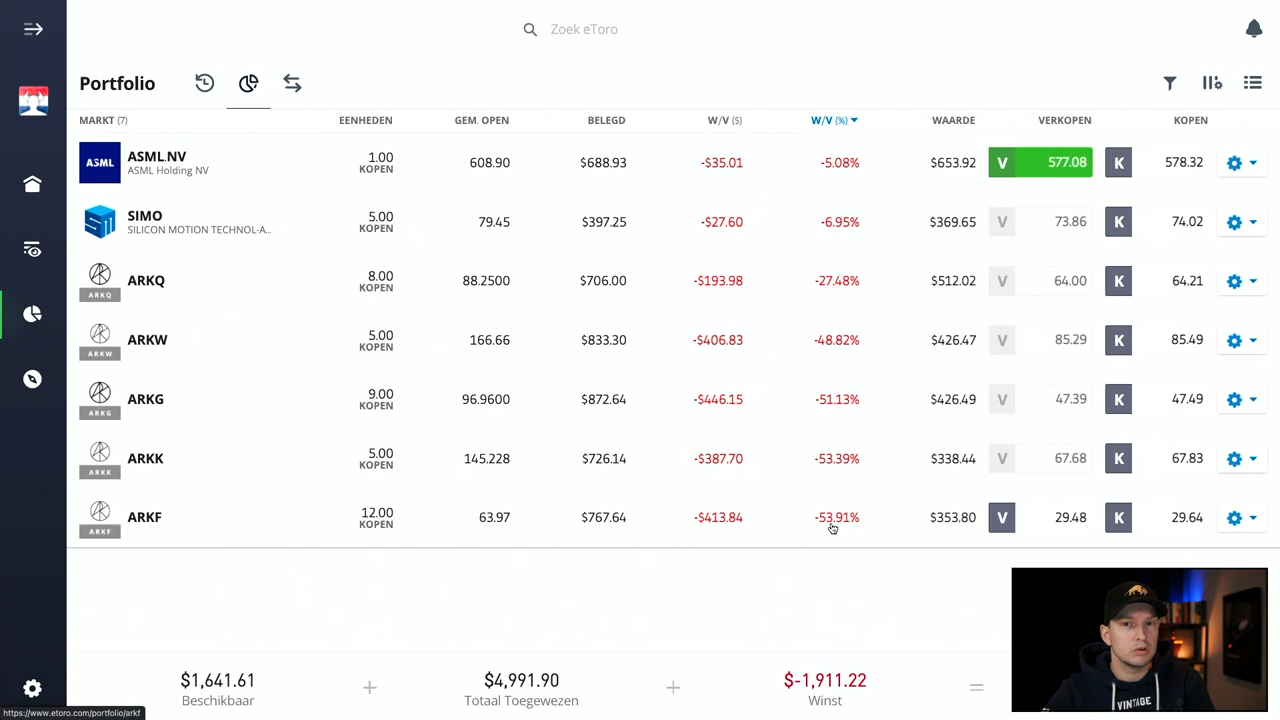 Zoek eToro
Portfolio
MARKT (7) EENHEDEN GEM. OPEN BELEGD W/V ($) W/V (%) WAARDE VERKOPEN KOPEN
ASML ASML.NV ASML Holding NV 1.00 KOPEN 608.90 $688.93 -$35.01 -5.08% $653.92 V 577.08 K 578.32
SIMO SILICON MOTION TECHNOL-A... 5.00 KOPEN 79.45 $397.25 -$27.60 -6.95% $369.65 V 73.86 K 74.02
ARKQ ARKQ 8.00 KOPEN 88.2500 $706.00 -$193.98 -27.48% $512.02 V 64.00 K 64.21
ARKW ARKW 5.00 KOPEN 166.66 $833.30 -$406.83 -48.82% $426.47 V 85.29 K 85.49
ARKG ARKG 9.00 KOPEN 96.9600 $872.64 -$446.15 -51.13% $426.49 V 47.39 K 47.49
ARKK ARKK 5.00 KOPEN 145.228 $726.14 -$387.70 -53.39% $338.44 V 67.68 K 67.83
ARKF ARKF 12.00 KOPEN 63.97 $767.64 -$413.84 -53.91% $353.80 V 29.48 K 29.64
$1,641.61 + $4,991.90 + $-1,911.22 =
Beschikbaar Totaal Toegewezen Winst
VINTAGE
https://www.etoro.com/portfolio/arkf